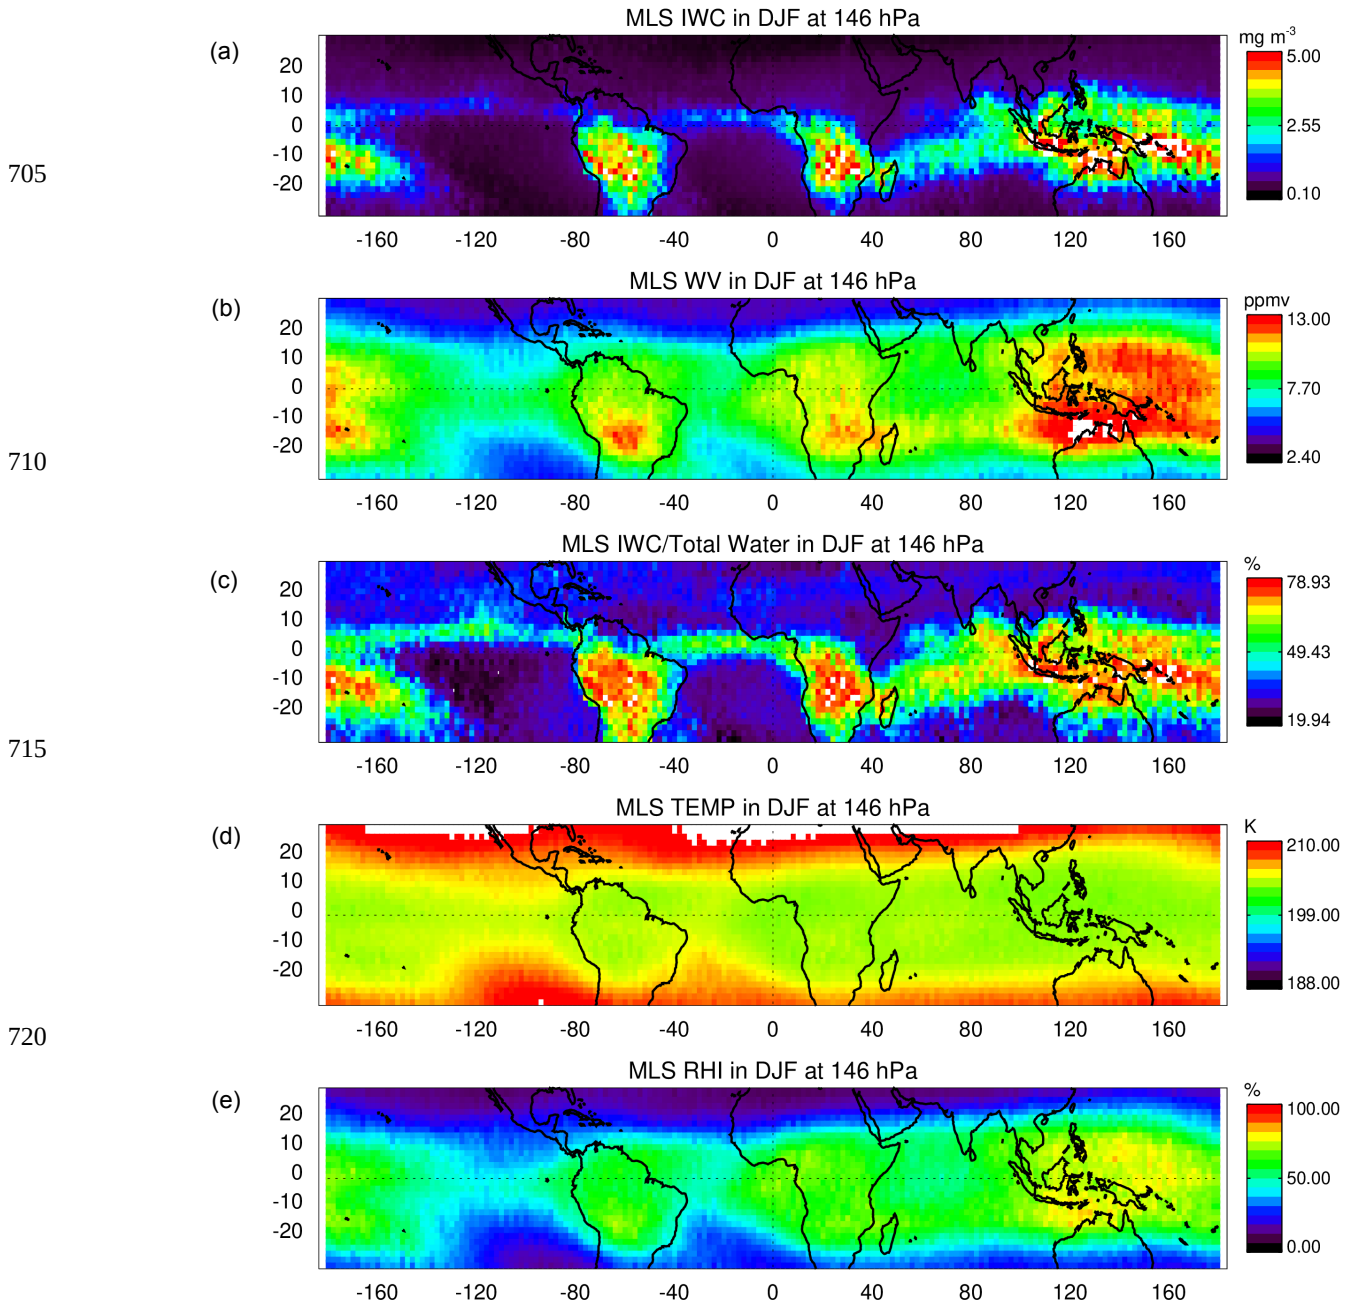 MLS IWC in DJF at 146 hPa
(a)
mg m-3
20
10
0
-10
-20
5.00
2.55
0.10
705
-160 -120 -80 -40 0 40 80 120 160
MLS WV in DJF at 146 hPa
(b)
ppmv
20
10
0
-10
-20
13.00
7.70
2.40
710
-160 -120 -80 -40 0 40 80 120 160
MLS IWC/Total Water in DJF at 146 hPa
(c)
%
20
10
0
-10
-20
78.93
49.43
19.94
715
-160 -120 -80 -40 0 40 80 120 160
MLS TEMP in DJF at 146 hPa
(d)
K
20
10
0
-10
-20
210.00
199.00
188.00
720
-160 -120 -80 -40 0 40 80 120 160
MLS RHI in DJF at 146 hPa
(e)
%
20
10
0
-10
-20
100.00
50.00
0.00
-160 -120 -80 -40 0 40 80 120 160